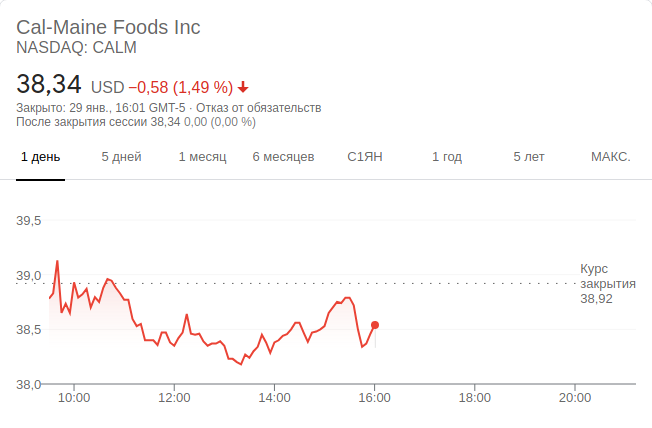 Cal-Maine Foods Inc
NASDAQ: CALM
38,34 USD −0,58 (1,49 %)
Закрыто: 29 янв., 16:01 GMT-5 · Отказ от обязательств
После закрытия сессии 38,34 0,00 (0,00 %)
1 день 5 дней 1 месяц 6 месяцев С1ЯН 1 год 5 лет МАКС.
39,5
39,0
38,5
38,0
Курс
закрытия
38,92
10:00 12:00 14:00 16:00 18:00 20:00